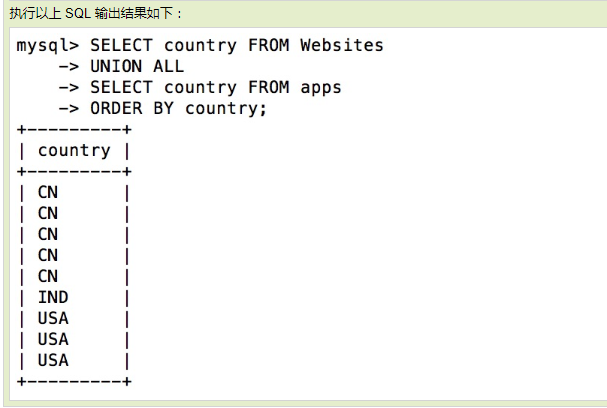 执行以上 SQL 输出结果如下：
mysql> SELECT country FROM Websites
    -> UNION ALL
    -> SELECT country FROM apps
    -> ORDER BY country;
+---------+
| country |
+---------+
| CN      |
| CN      |
| CN      |
| CN      |
| CN      |
| IND     |
| USA     |
| USA     |
| USA     |
+---------+